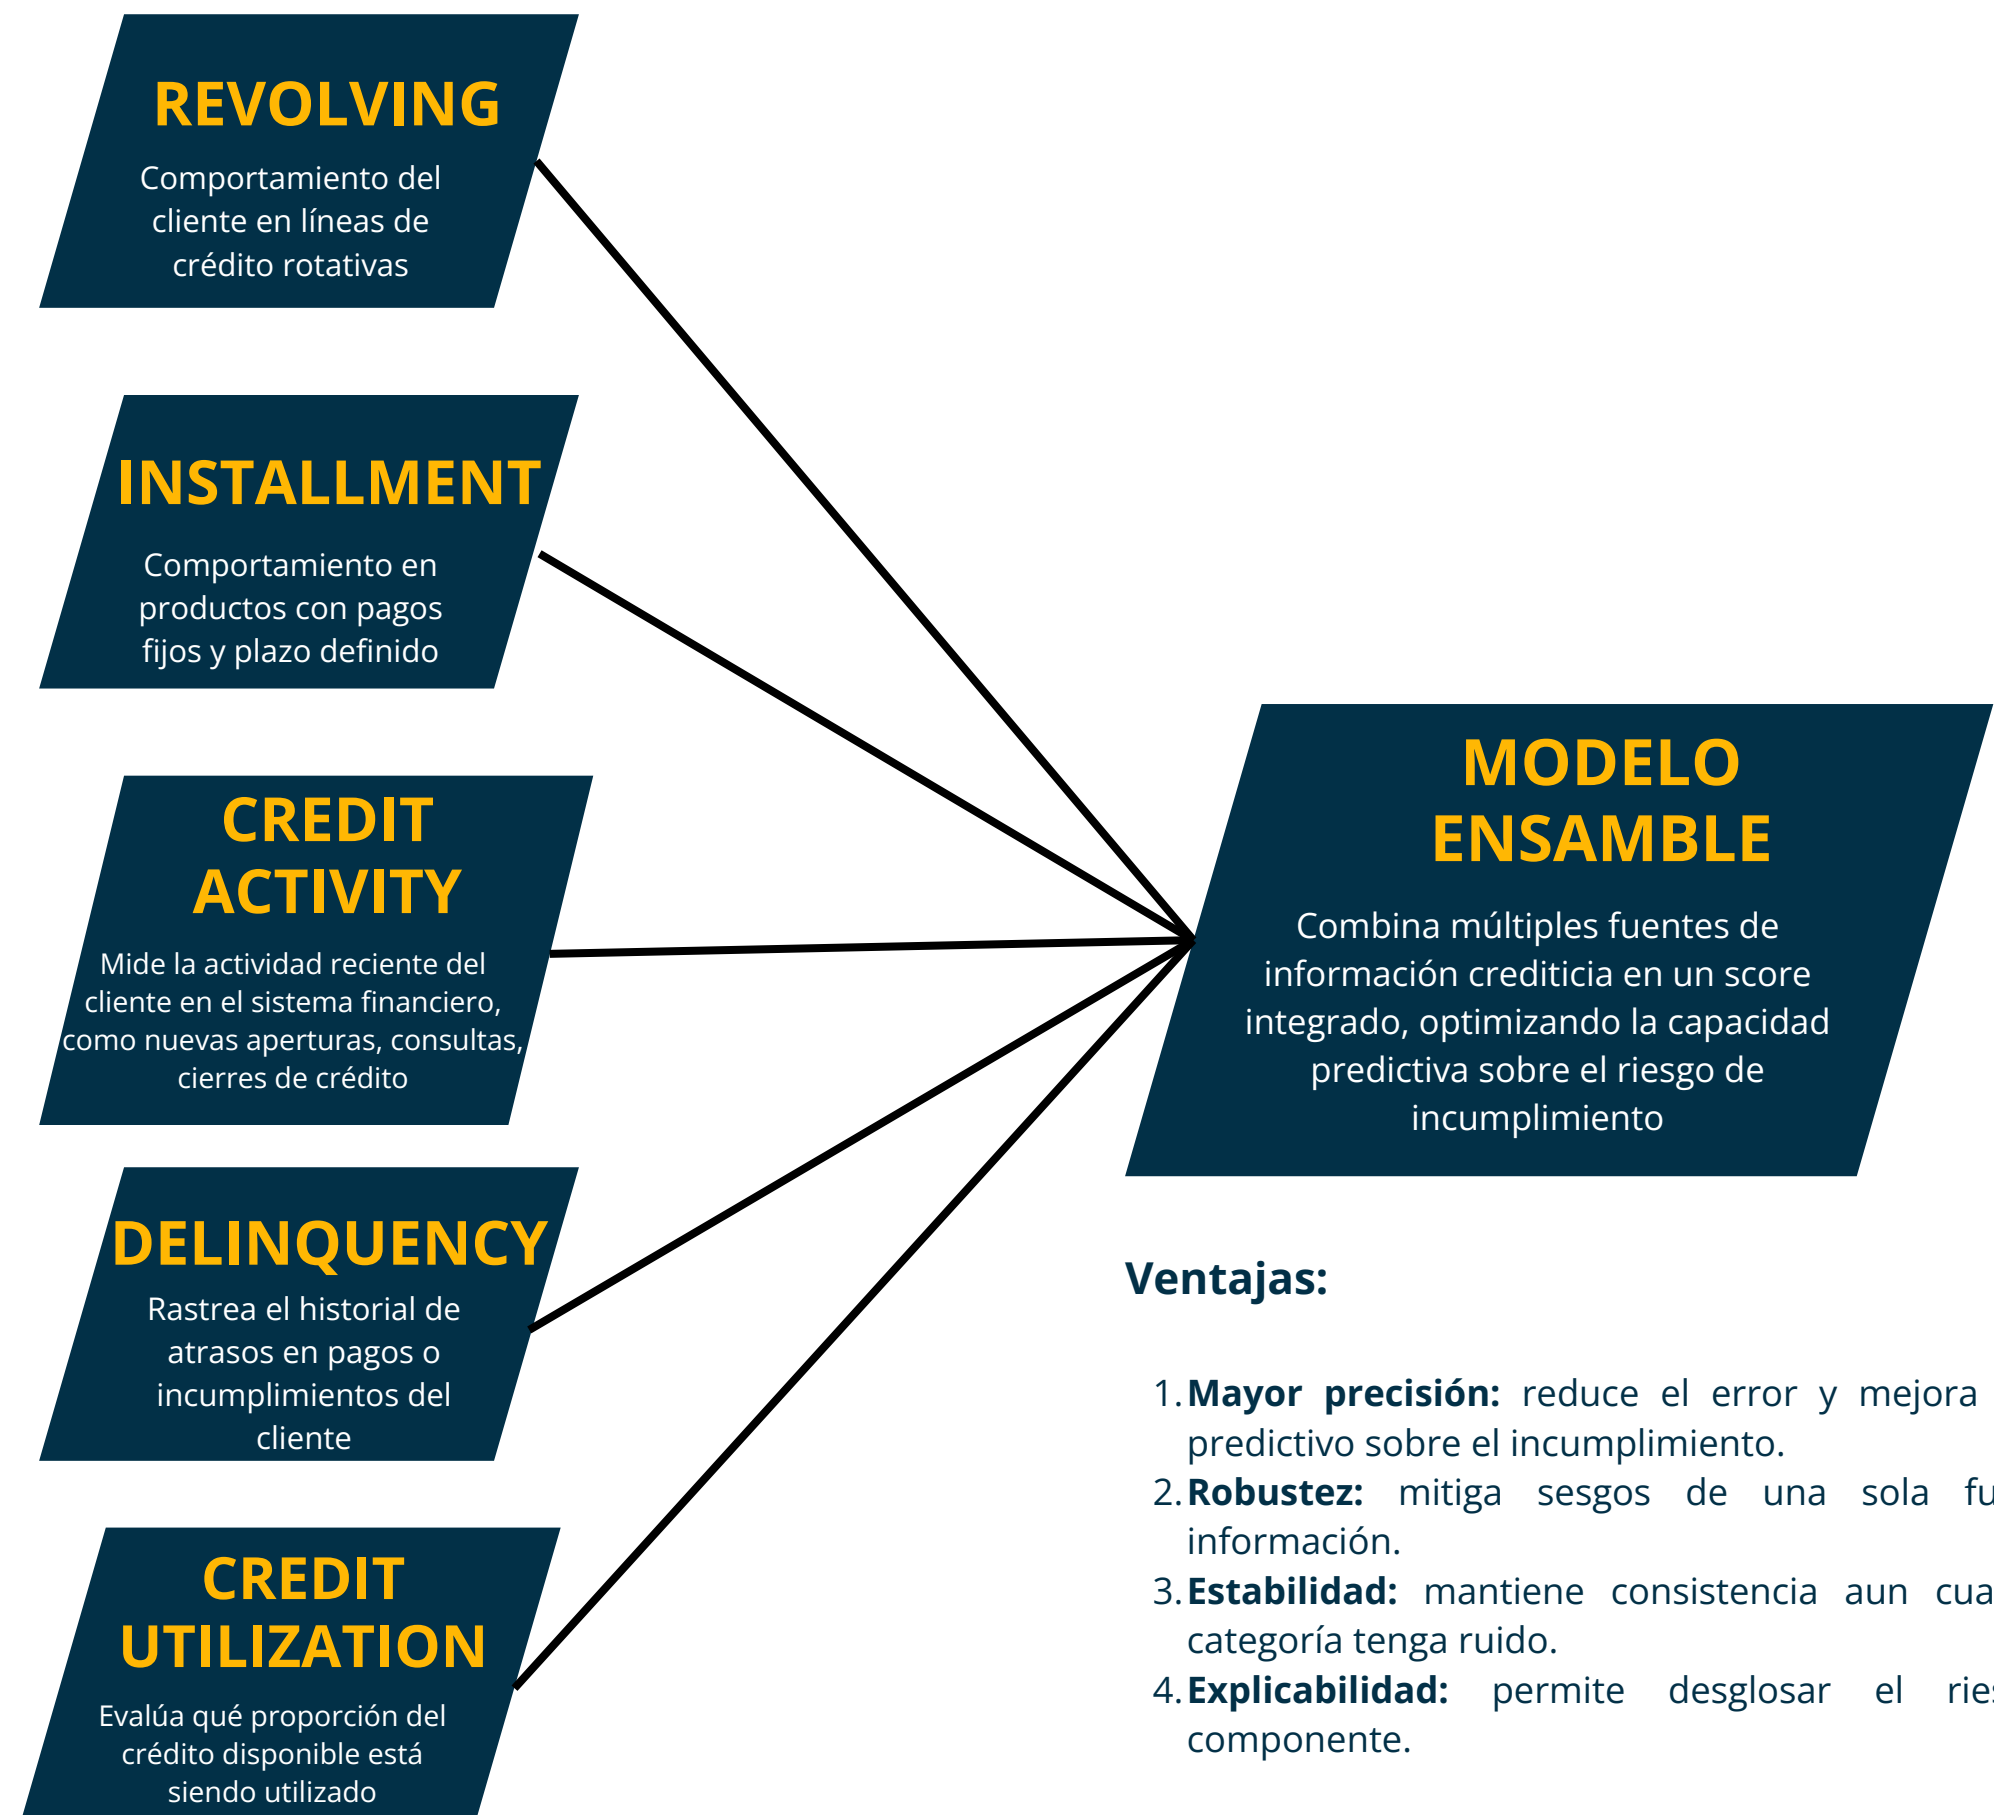 REVOLVING
Comportamiento del
cliente en líneas de
crédito rotativas
INSTALLMENT
Comportamiento en
productos con pagos
fijos y plazo definido
CREDIT
ACTIVITY
Mide la actividad reciente del
cliente en el sistema financiero,
como nuevas aperturas, consultas,
cierres de crédito
DELINQUENCY
Rastrea el historial de
atrasos en pagos o
incumplimientos del
cliente
CREDIT
UTILIZATION
Evalúa qué proporción del
crédito disponible está
siendo utilizado
MODELO
ENSAMBLE
Combina múltiples fuentes de
información crediticia en un score
integrado, optimizando la capacidad
predictiva sobre el riesgo de
incumplimiento
Ventajas:
1. Mayor precisión: reduce el error y mejora
predictivo sobre el incumplimiento.
2. Robustez: mitiga sesgos de una sola
información.
3. Estabilidad: mantiene consistencia aun
categoría tenga ruido.
4. Explicabilidad: permite desglosar el
componente.